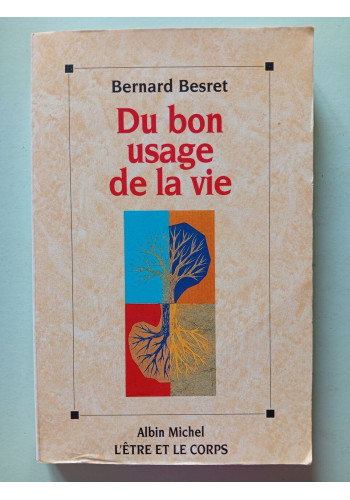 Bernard Besret
Du bon
usage
de la vie
Albin Michel
L'ÊTRE ET LE CORPS